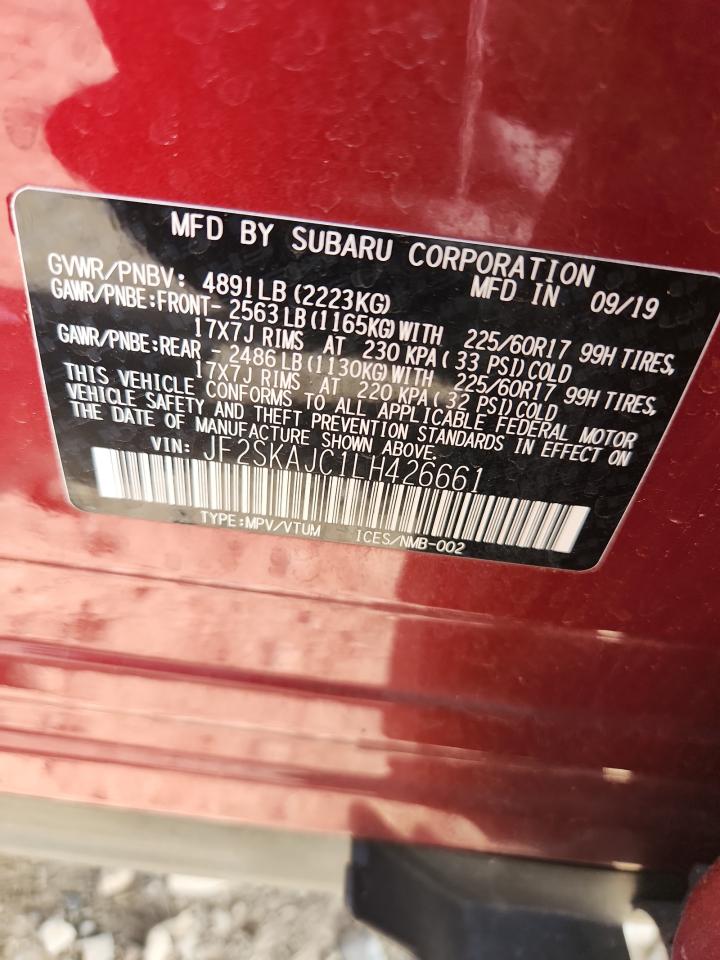 MFD BY SUBARU CORPORATION
GVWR/PNBV: 4891LB (2223KG) MFD IN 09/19
GAWR/PNBE:FRONT- 2563LB (1165KG)WITH 225/60R17 99H TIRES,
17X7J RIMS AT 230 KPA ( 33 PSI)COLD
GAWR/PNBE:REAR - 2486LB (1130KG)WITH 225/60R17 99H TIRES,
17X7J RIMS AT 220 KPA ( 32 PSI)COLD
THIS VEHICLE CONFORMS TO ALL APPLICABLE FEDERAL MOTOR
VEHICLE SAFETY AND THEFT PREVENTION STANDARDS IN EFFECT ON
THE DATE OF MANUFACTURE SHOWN ABOVE.
VIN: JF2SKAJC1LH426661
TYPE:MPV/VTUM ICES/NMB-002